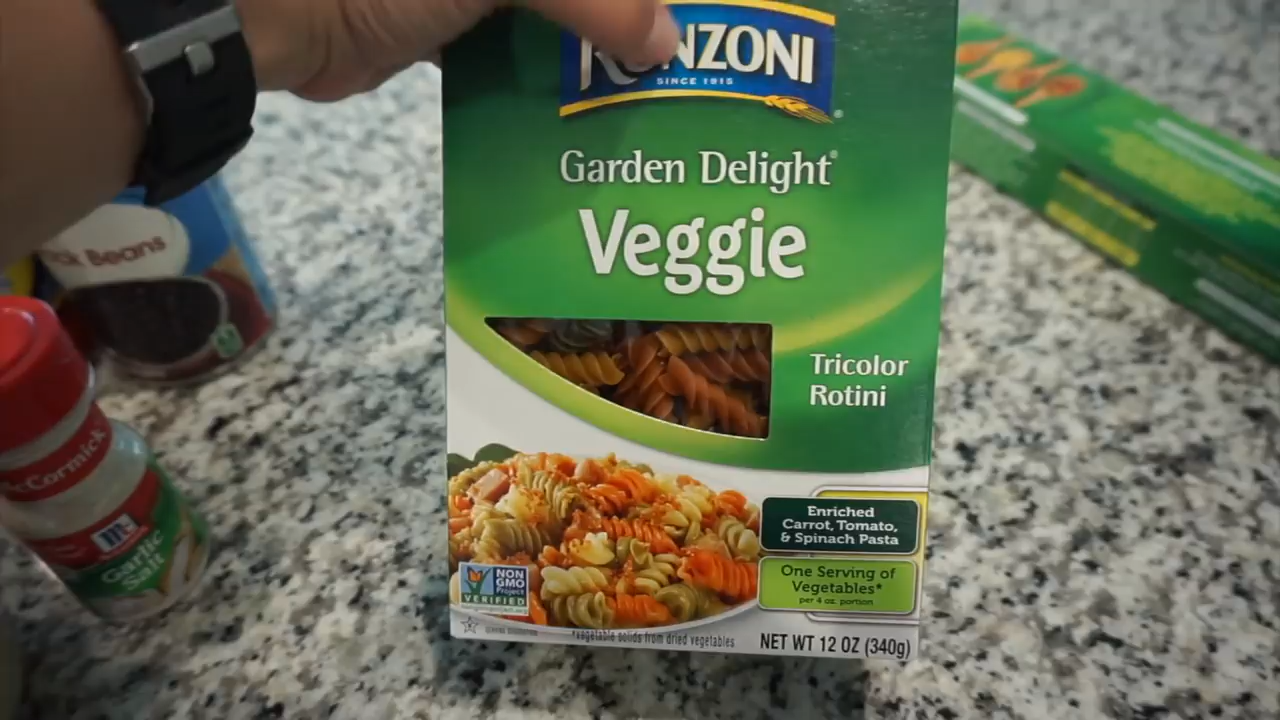 NZONI
SINCE 1915
Garden Delight®
Veggie
Tricolor
Rotini
Enriched
Carrot, Tomato,
& Spinach Pasta
One Serving of
Vegetables*
per 4 oz. portion
NON
GMO
Project
VERIFIED
*vegetable solids from dried vegetables
NET WT 12 OZ (340g)
Beans
McCormick
Garlic
Salt